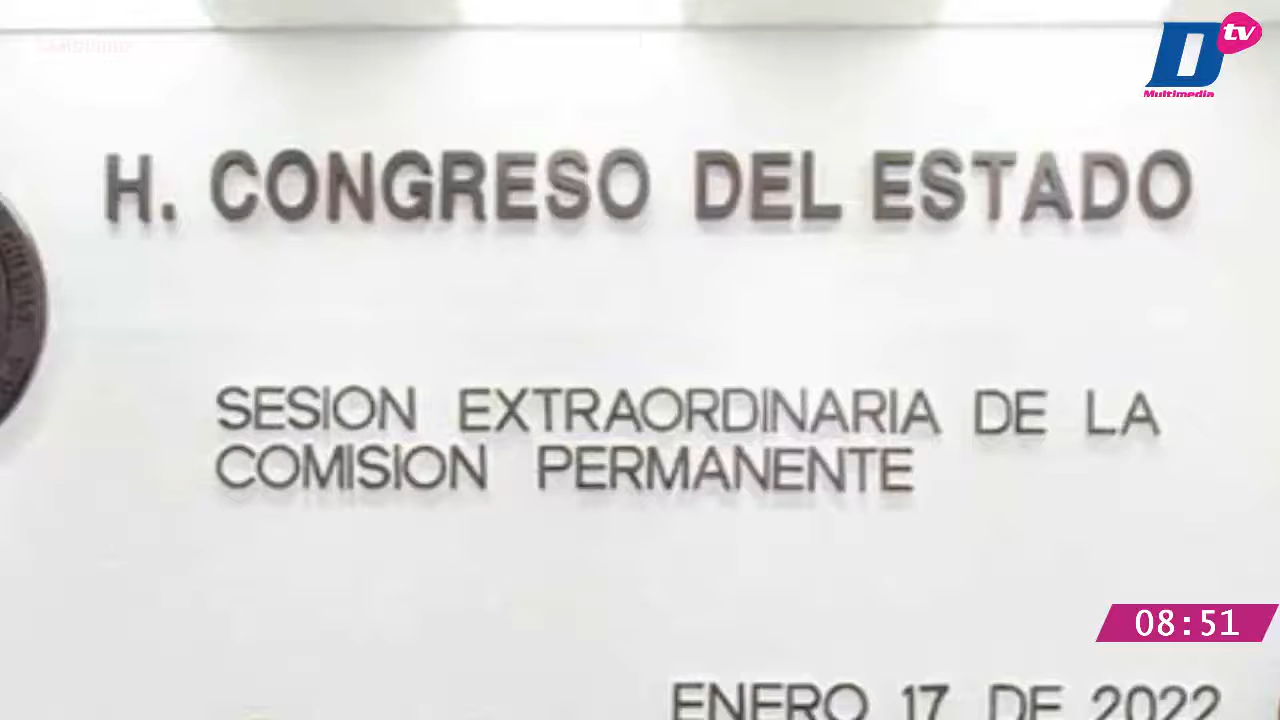 D tv
Multimedia
H. CONGRESO DEL ESTADO
SESION EXTRAORDINARIA DE LA
COMISION PERMANENTE
08:51
ENERO 17 DE 2022